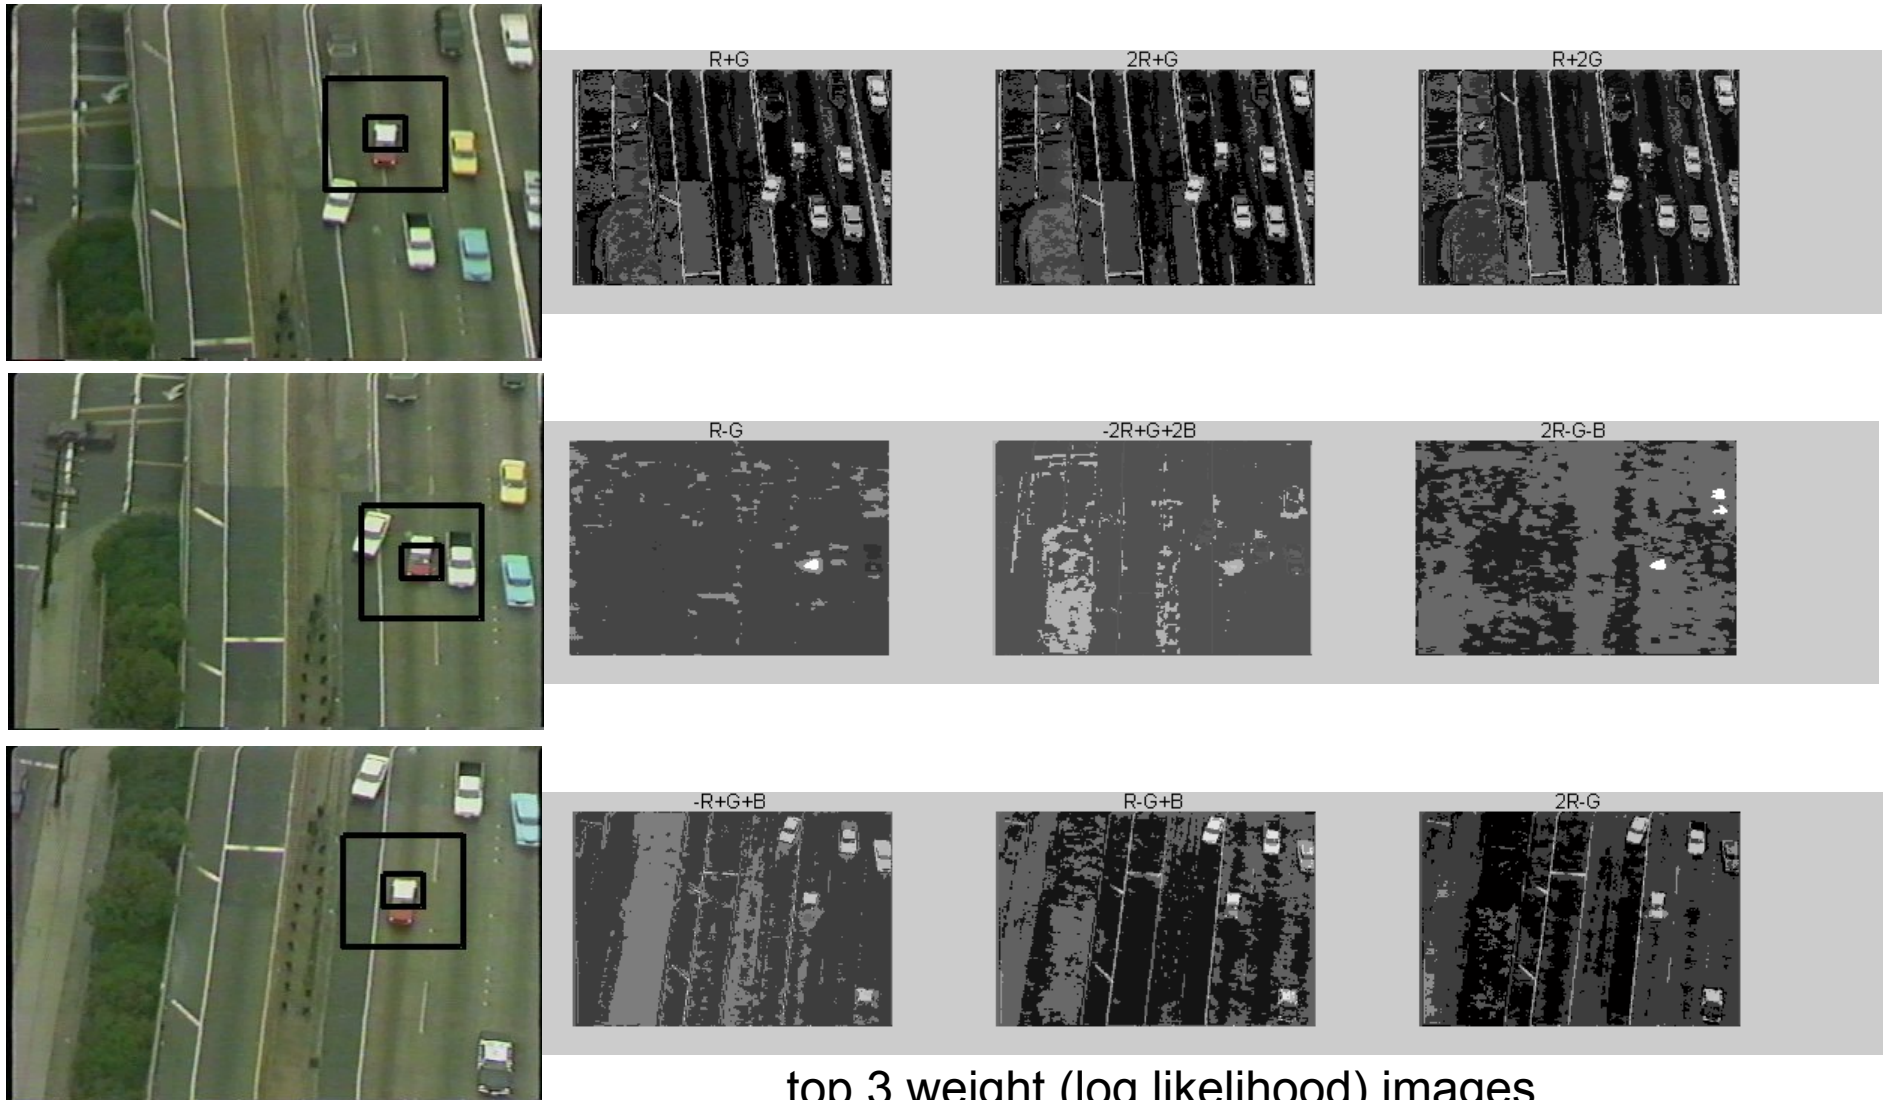 R+G
2R+G
R+2G
R-G
-2R+G+2B
2R-G-B
-R+G+B
R-G+B
2R-G
top 3 weight (log likelihood) images